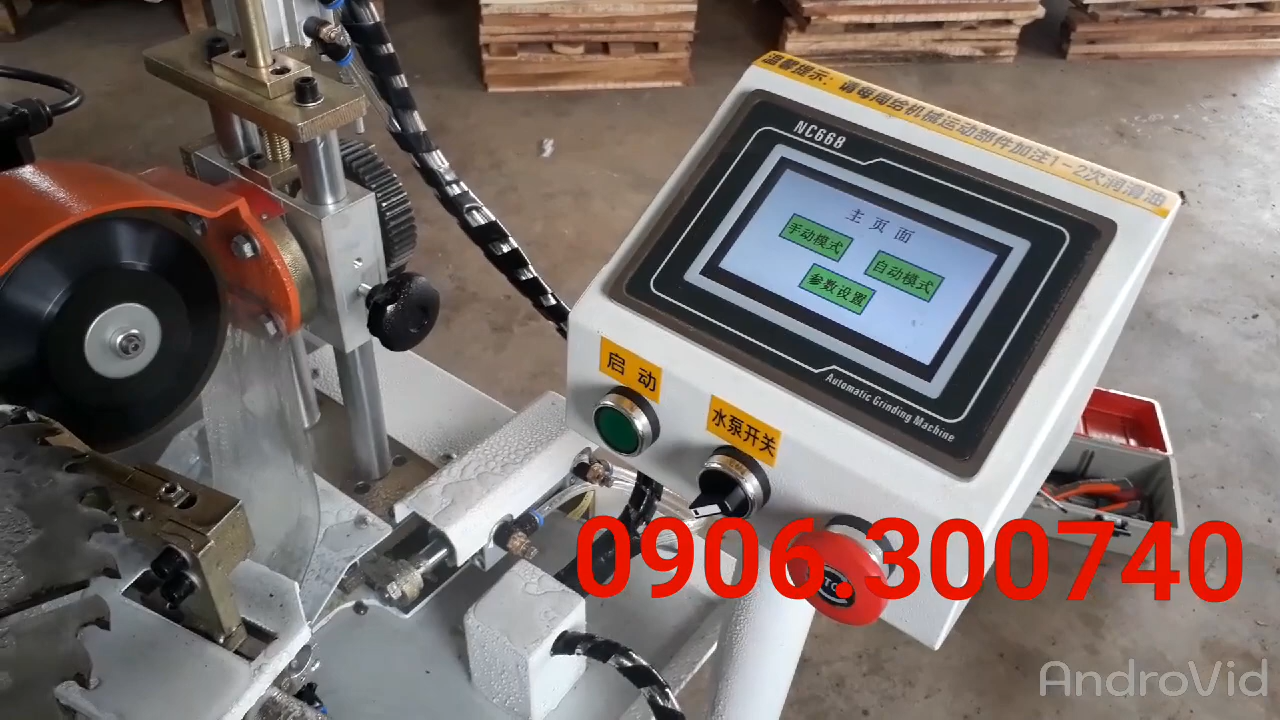 温馨提示：请每周给机械运动部件加注1-2次润滑油
NC668
主页面
手动模式
自动模式
参数设置
Automatic Grinding Machine
启动
水泵开关
0906.300740
AndroVid